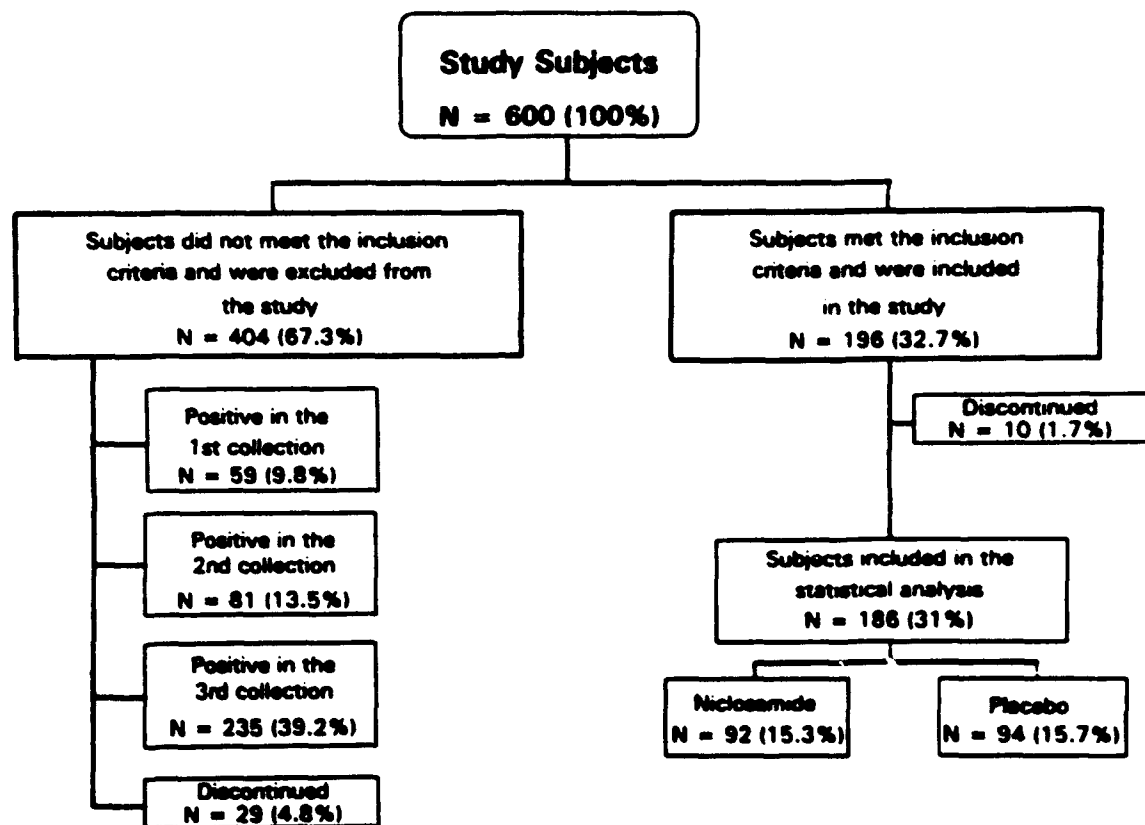 Study Subjects
N = 600 (100%)
Subjects did not meet the inclusion
criteria and were excluded from
the study
N = 404 (67.3%)
Positive in the
1st collection
N = 59 (9.8%)
Positive in the
2nd collection
N = 81 (13.5%)
Positive in the
3rd collection
N = 235 (39.2%)
Discontinued
N = 29 (4.8%)
Subjects met the inclusion
criteria and were included
in the study
N = 196 (32.7%)
Discontinued
N = 10 (1.7%)
Subjects included in the
statistical analysis
N = 186 (31%)
Niclosamide
N = 92 (15.3%)
Placebo
N = 94 (15.7%)